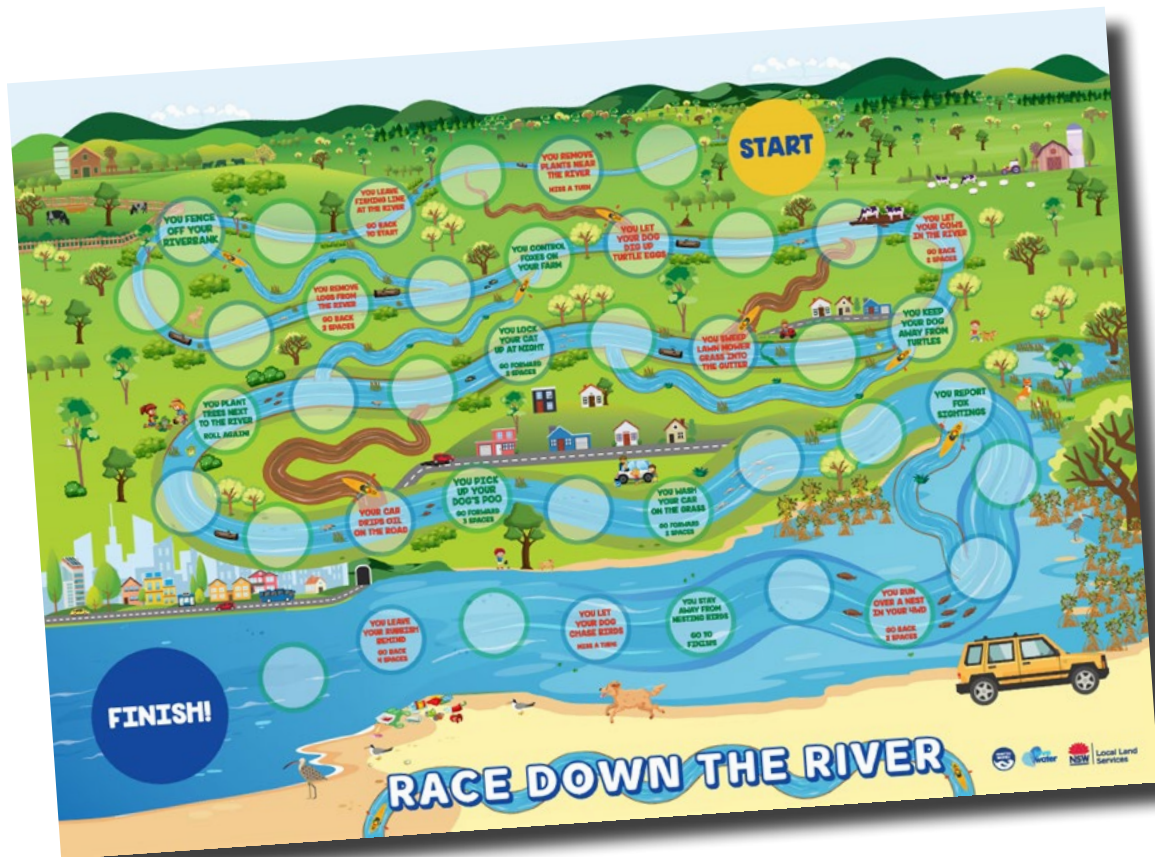 START
YOU REMOVE
PLANTS NEAR
THE RIVER
MISS A TURN
YOU LEAVE
FISHING LINE
AT THE RIVER
GO BACK
TO START
YOU FENCE
OFF YOUR
RIVERBANK
YOU CONTROL
FOXES ON
YOUR FARM
YOU LET
YOUR DOG
DIG UP
TURTLE EGGS
YOU LET
YOUR COWS
IN THE RIVER
GO BACK
SPACES
YOU REMOVE
LOGS FROM
THE RIVER
GO BACK
SPACES
YOU LOCK
YOUR CAT
UP AT NIGHT
GO FORWARD
SPACES
YOU SWEEP
LAWN MOWER
GRASS INTO
THE GUTTER
YOU KEEP
YOUR DOG
AWAY FROM
TURTLES
YOU PLANT
TREES NEXT
TO THE RIVER
ROLL AGAIN!
YOU REPORT
FOX
SIGHTINGS
YOUR CAR
DRIPS OIL
ON THE ROAD
YOU PICK
UP YOUR
DOG'S POO
GO FORWARD
SPACES
YOU WASH
YOUR CAR
ON THE GRASS
GO FORWARD
SPACES
YOU LEAVE
YOUR RUBBISH
BEHIND
GO BACK
4 SPACES
YOU LET
YOUR DOG
CHASE BIRDS
MISS A TURN
YOU STAY
AWAY FROM
NESTING BIRDS
GO TO
FINISH!
YOU RUN
OVER A NEST
IN YOUR 4WD
GO BACK
SPACES
FINISH!
RACE DOWN THE RIVER
water
NSW
Local Land
Services